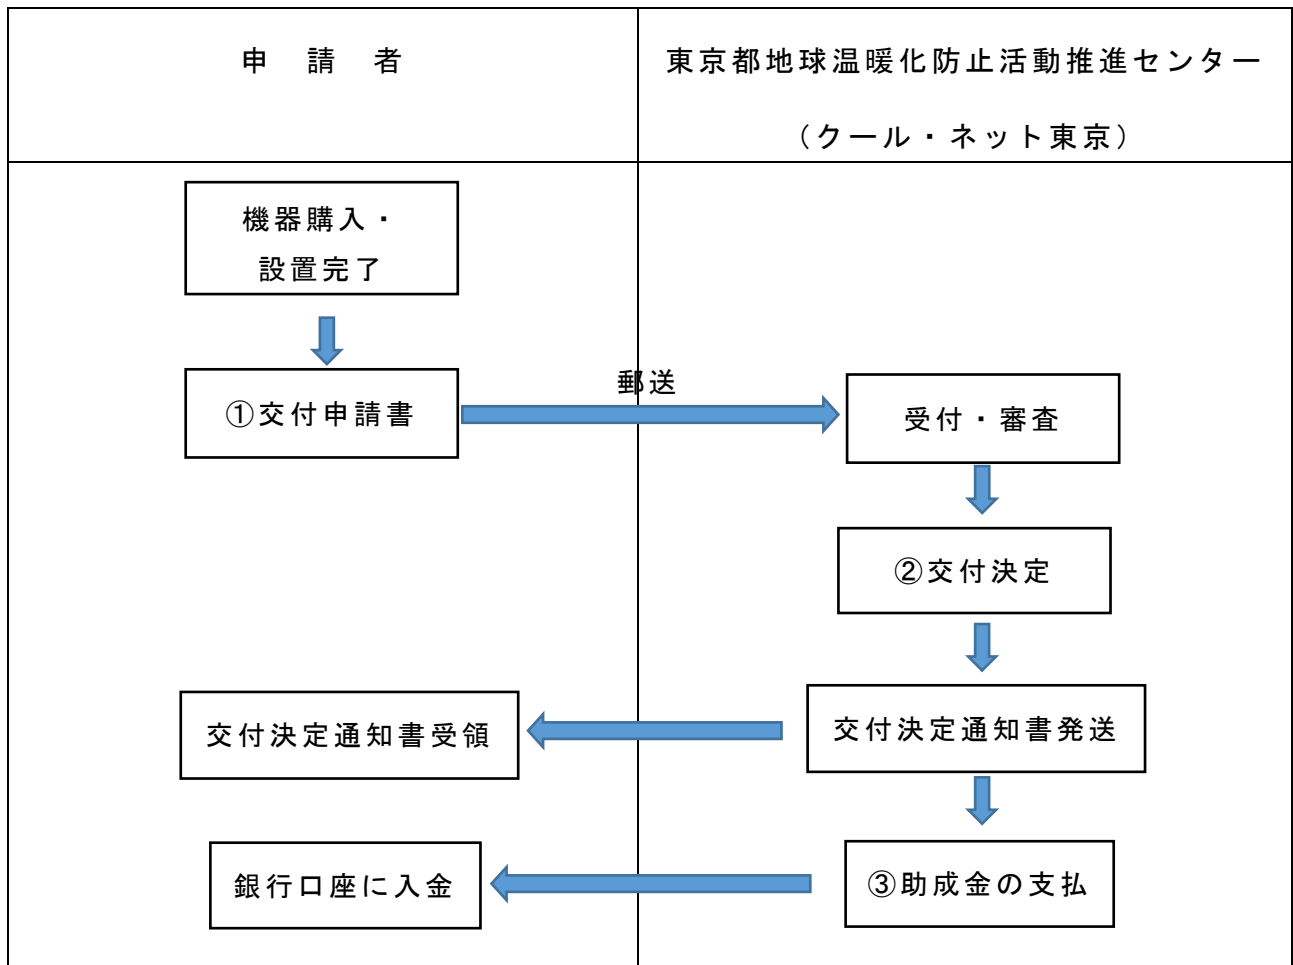 申 請 者
東京都地球温暖化防止活動推進センター
（クール・ネット東京）
機器購入・
設置完了
①交付申請書
郵送
受付・審査
②交付決定
交付決定通知書発送
交付決定通知書受領
③助成金の支払
銀行口座に入金